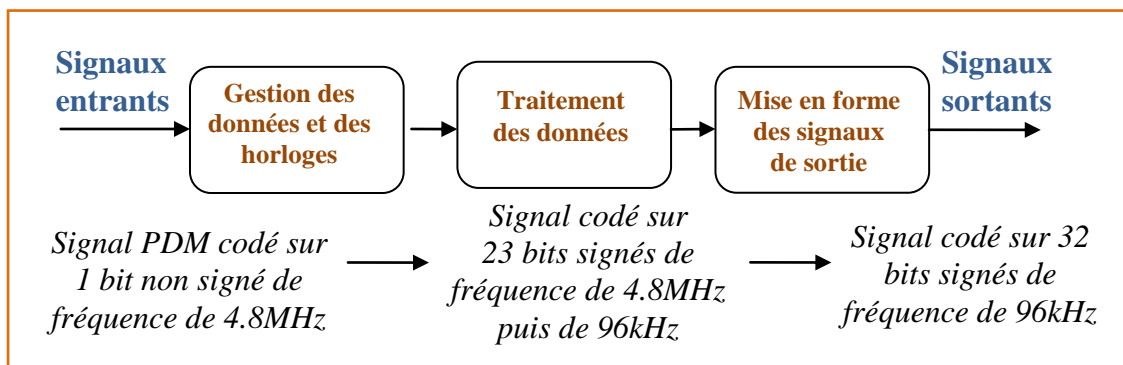 Signaux
entrants
Gestion des
données et des
horloges
Traitement
des données
Mise en forme
des signaux
de sortie
Signaux
sortants
Signal PDM codé sur
1 bit non signé de
fréquence de 4.8MHz
Signal codé sur
23 bits signés de
fréquence de 4.8MHz
puis de 96kHz
Signal codé sur 32
bits signés de
fréquence de 96kHz